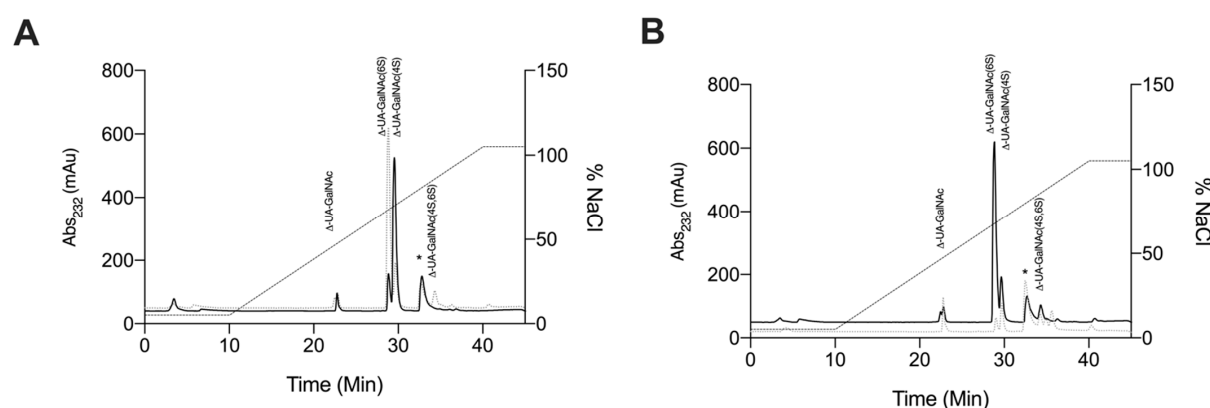 A
Abs232 (mAu)
800
600
400
200
0
Δ-UA-GalNAc
Δ-UA-GalNAc(6S)
Δ-UA-GalNAc(4S)
*
Δ-UA-GalNAc(4S,6S)
150
100
50
0
% NaCl
0
10
20
30
40
Time (Min)
B
Abs232 (mAu)
800
600
400
200
0
Δ-UA-GalNAc
Δ-UA-GalNAc(6S)
Δ-UA-GalNAc(4S)
*
Δ-UA-GalNAc(4S,6S)
150
100
50
0
% NaCl
0
10
20
30
40
Time (Min)